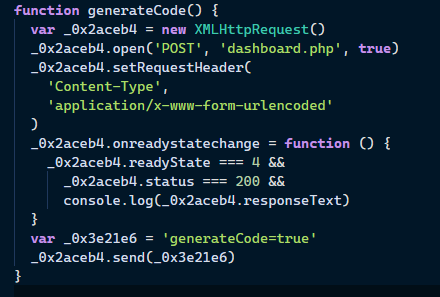 function generateCode() {
var _0x2aceb4 = new XMLHttpRequest()
_0x2aceb4.open('POST', 'dashboard.php', true)
_0x2aceb4.setRequestHeader(
'Content-Type',
'application/x-www-form-urlencoded'
)
_0x2aceb4.onreadystatechange = function () {
_0x2aceb4.readyState === 4 &&
_0x2aceb4.status === 200 &&
console.log(_0x2aceb4.responseText)
}
var _0x3e21e6 = 'generateCode=true'
_0x2aceb4.send(_0x3e21e6)
}